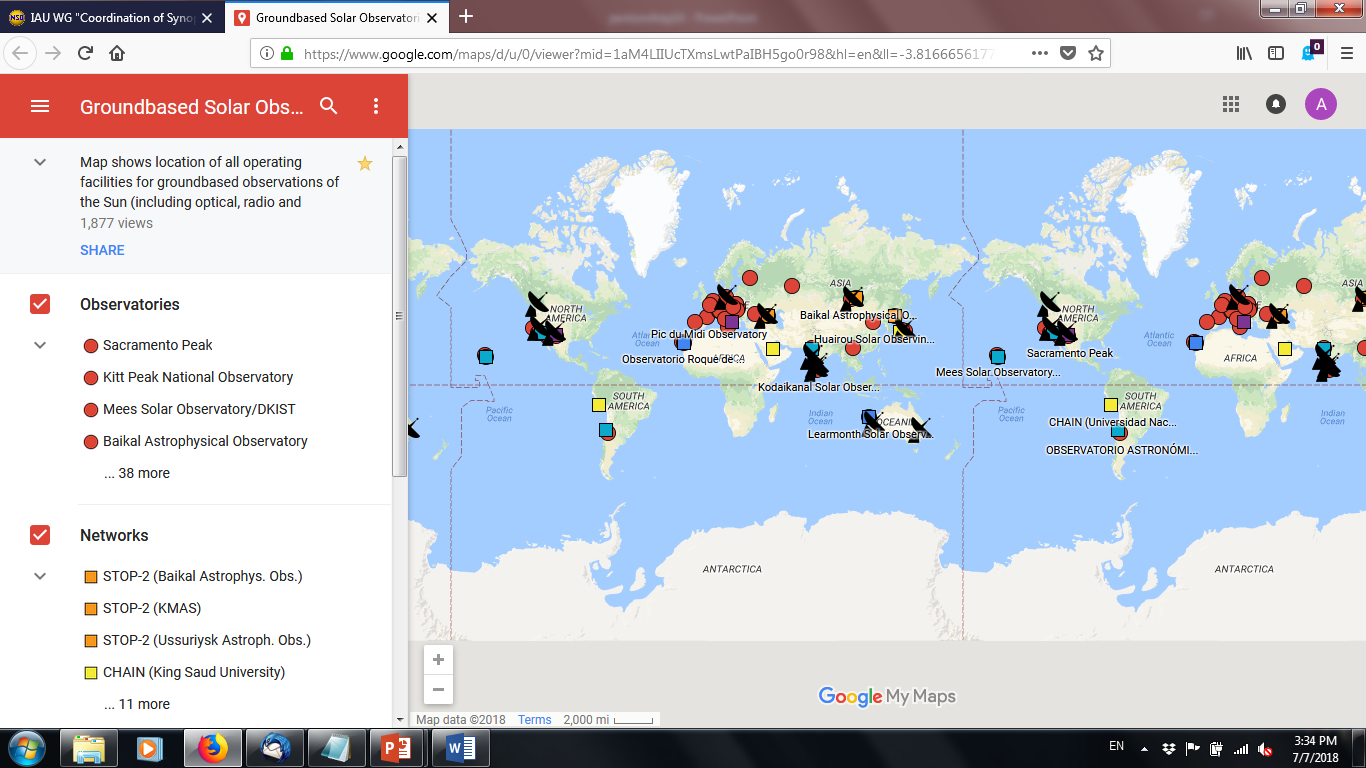 IAU WG "Coordination of Synop
Groundbased Solar Observatori
https://www.google.com/maps/d/u/0/viewer?mid=1aM4LIIUcTXmsLwtPaIBH5go0r98&hl=en&ll=-3.8166656177
0
Groundbased Solar Obs...
A
Map shows location of all operating
facilities for groundbased observations of
the Sun (including optical, radio and
1,877 views
SHARE
Observatories
Sacramento Peak
Kitt Peak National Observatory
Mees Solar Observatory/DKIST
Baikal Astrophysical Observatory
... 38 more
Networks
STOP-2 (Baikal Astrophys. Obs.)
STOP-2 (KMAS)
STOP-2 (Ussuriysk Astroph. Obs.)
CHAIN (King Saud University)
... 11 more
ASIA
NORTH
AMERICA
Baikal Astrophysical O...
Pic du Midi Observatory
Huairou Solar Observin...
Observatorio Roque de ...
AFRICA
Kodaikanal Solar Obser...
SOUTH
AMERICA
Pacific
Ocean
Indian
Ocean
OCEANIA
Learmonth Solar Observ...
ANTARCTICA
NORTH
AMERICA
Atlantic
Ocean
Sacramento Peak
Mees Solar Observatory...
AFRICA
SOUTH
AMERICA
Pacific
Ocean
CHAIN (Universidad Nac...
OBSERVATORIO ASTRONÓMI...
Indian
Ocean
ANTARCTICA
+
−
Google My Maps
Map data ©2018 Terms 2,000 mi
EN
3:34 PM
7/7/2018